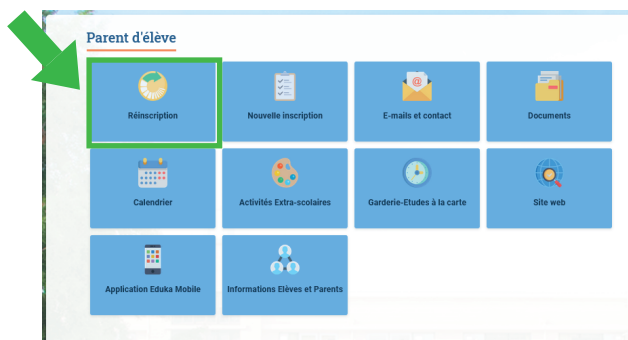 Parent d'élève
Réinscription
Nouvelle inscription
E-mails et contact
Documents
Calendrier
Activités Extra-scolaires
Garderie-Etudes à la carte
Site web
Application Eduka Mobile
Informations Elèves et Parents